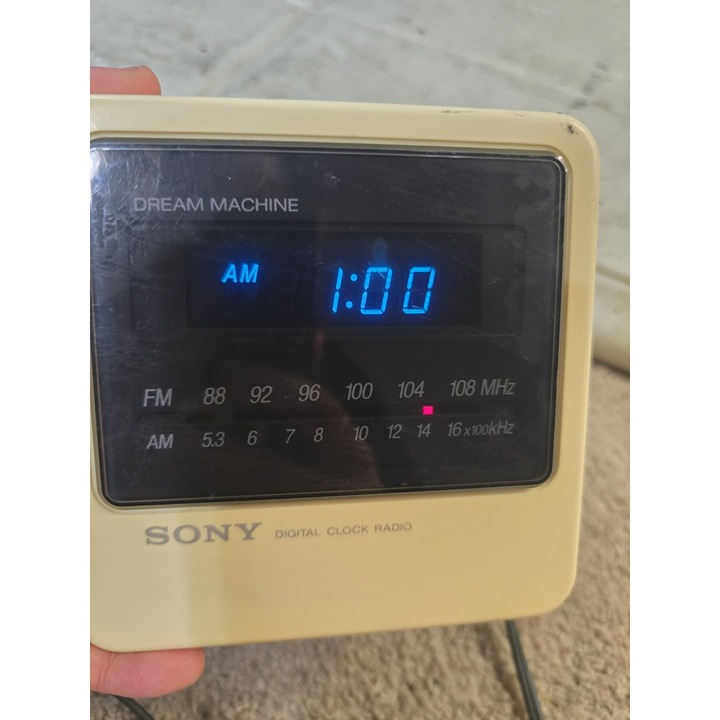 DREAM MACHINE
AM 1:00
FM 88 92 96 100 104 108 MHz
AM 5.3 6 7 8 10 12 14 16 x100kHz
SONY DIGITAL CLOCK RADIO